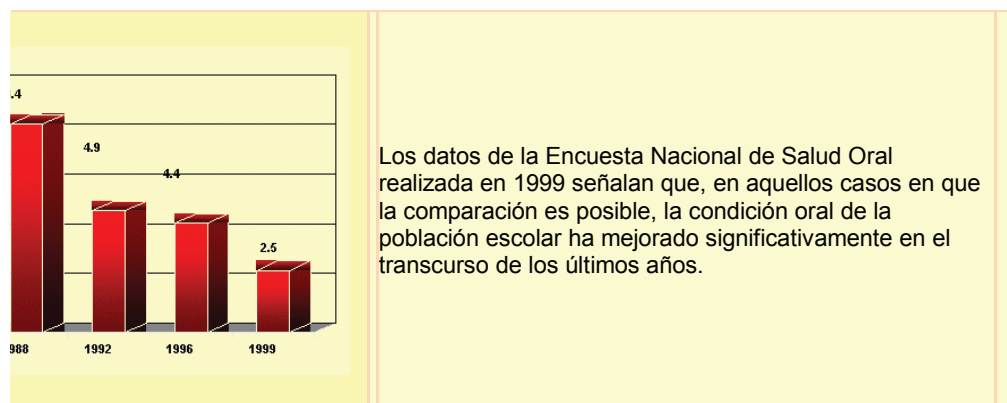 .4
4.9
4.4
2.5
988 1992 1996 1999
Los datos de la Encuesta Nacional de Salud Oral
realizada en 1999 señalan que, en aquellos casos en que
la comparación es posible, la condición oral de la
población escolar ha mejorado significativamente en el
transcurso de los últimos años.